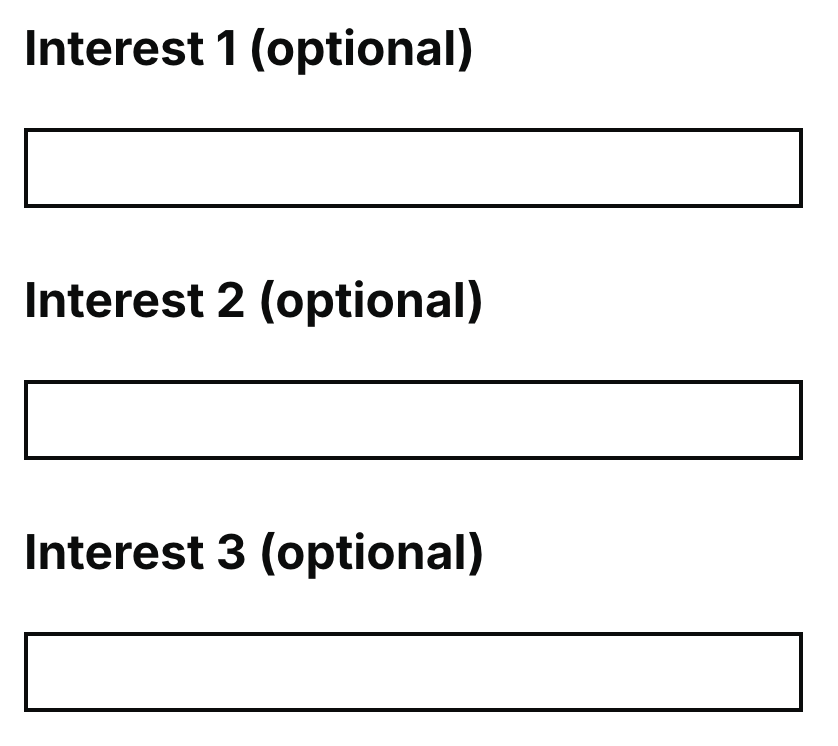 Interest 1 (optional)
Interest 2 (optional)
Interest 3 (optional)